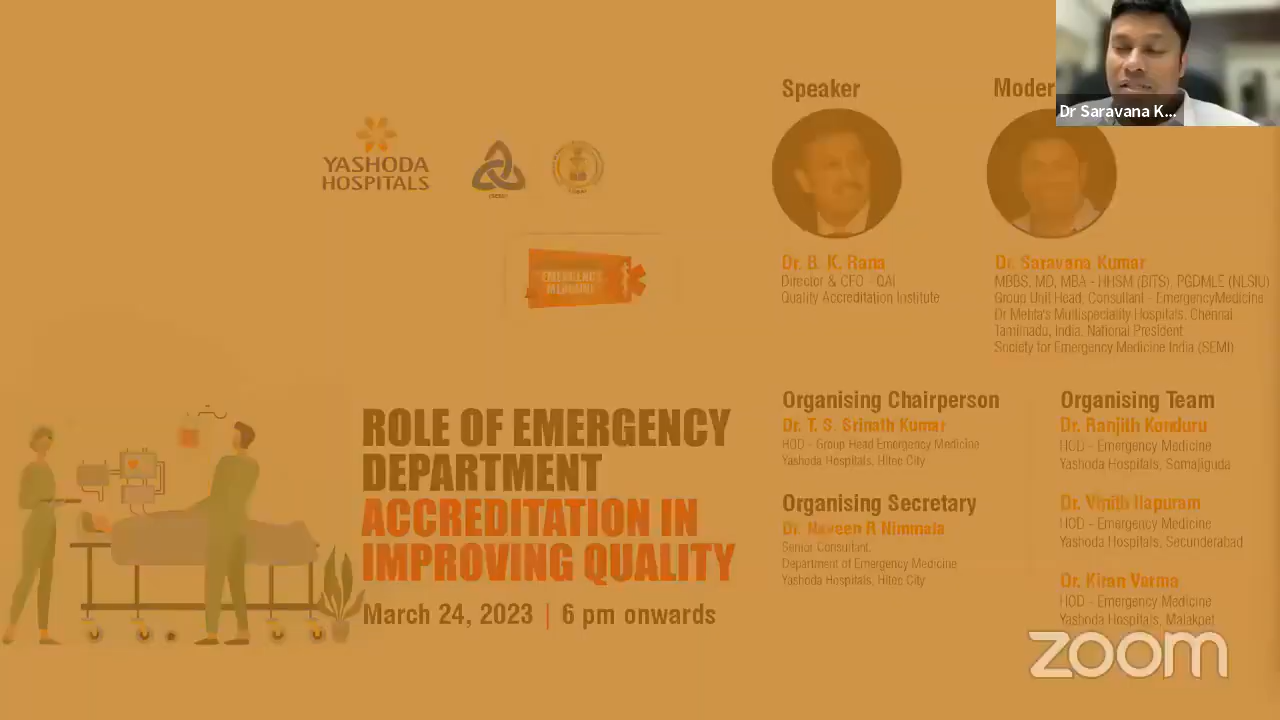 YASHODA
HOSPITALS
EMERGENCY
MEDICINE
ROLE OF EMERGENCY
DEPARTMENT
ACCREDITATION IN
IMPROVING QUALITY
March 24, 2023 | 6 pm onwards
Speaker
Dr. B. K. Rana
Director & CEO - QAI
Quality Accreditation Institute
Moder
Dr Saravana K...
Dr. Saravana Kumar
MBBS, MD, MBA - HHSM (BITS), PGDMLE (NLSIU)
Group Unit Head, Consultant - EmergencyMedicine
Dr Mehta's Multispeciality Hospitals, Chennai
Tamilnadu, India. National President
Society for Emergency Medicine India (SEMI)
Organising Chairperson
Dr. T. S. Srinath Kumar
HOD - Group Head Emergency Medicine
Yashoda Hospitals, Hitec City
Organising Secretary
Dr. Naveen R Nimmala
Senior Consultant,
Department of Emergency Medicine
Yashoda Hospitals, Hitec City
Organising Team
Dr. Ranjith Konduru
HOD - Emergency Medicine
Yashoda Hospitals, Somajiguda
Dr. Vinith Ilapuram
HOD - Emergency Medicine
Yashoda Hospitals, Secunderabad
Dr. Kiran Varma
HOD - Emergency Medicine
Yashoda Hospitals, Malakpet
zoom